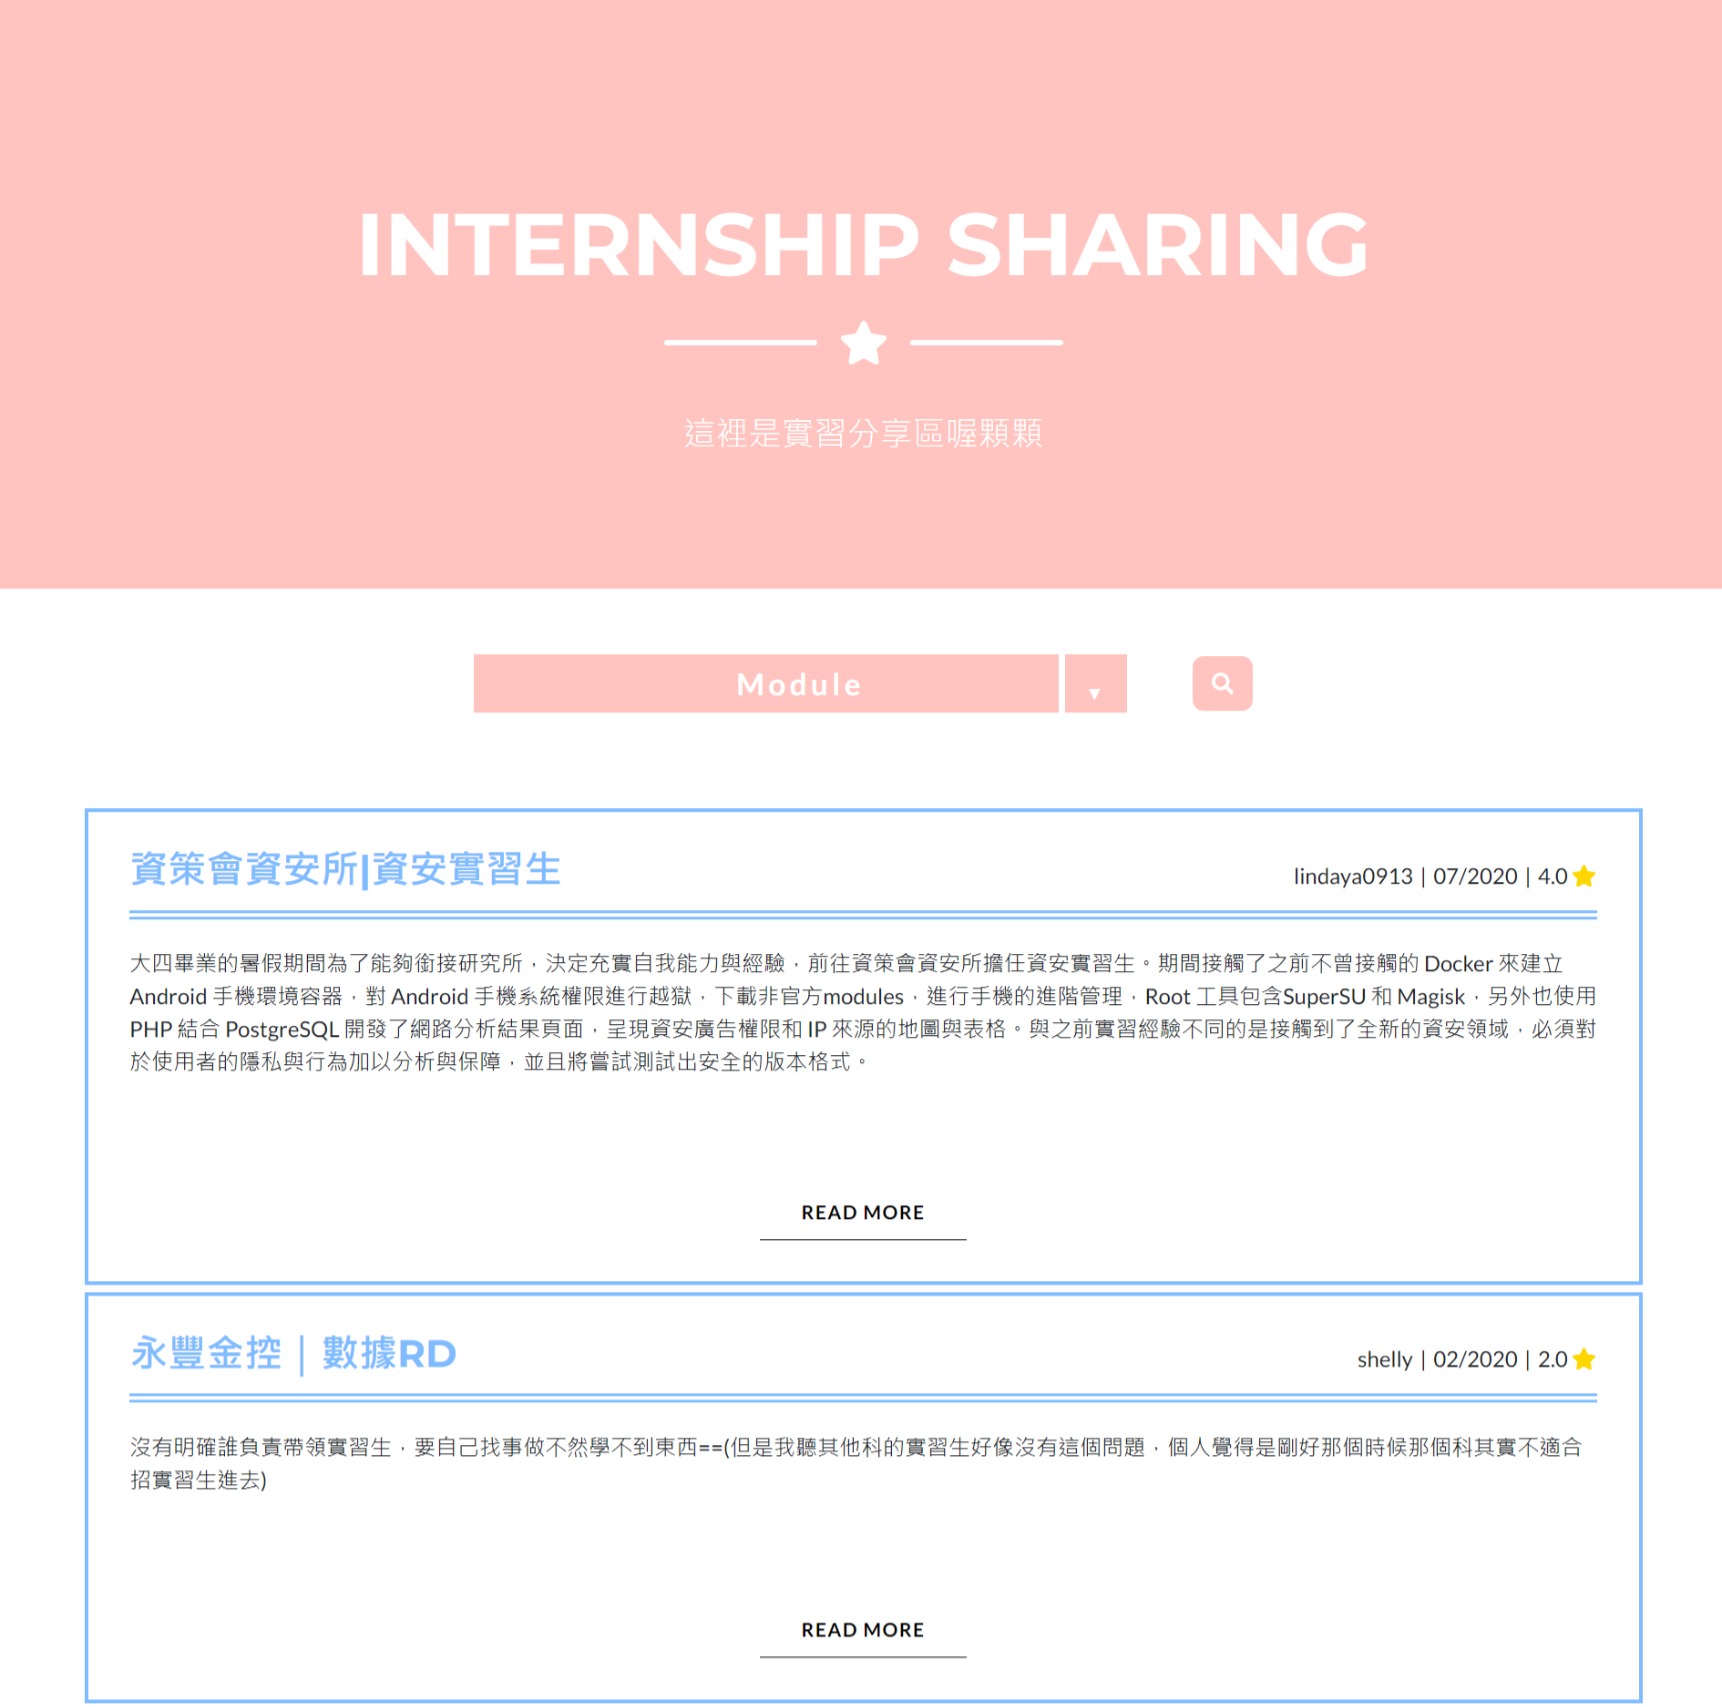 INTERNSHIP SHARING
這裡是實習分享區喔顆顆
Module
資策會資安所|資安實習生
lindaya0913 | 07/2020 | 4.0
大四畢業的暑假期間為了能夠銜接研究所，決定充實自我能力與經驗，前往資策會資安所擔任資安實習生。期間接觸了之前不曾接觸的 Docker 來建立
Android 手機環境容器，對 Android 手機系統權限進行越獄，下載非官方modules，進行手機的進階管理，Root 工具包含SuperSU 和 Magisk，另外也使用
PHP 結合 PostgreSQL 開發了網路分析結果頁面，呈現資安廣告權限和 IP 來源的地圖與表格。與之前實習經驗不同的是接觸到了全新的資安領域，必須對
於使用者的隱私與行為加以分析與保障，並且將嘗試測試出安全的版本格式。
READ MORE
永豐金控｜數據RD
shelly | 02/2020 | 2.0
沒有明確誰負責帶領實習生，要自己找事做不然學不到東西==(但是我聽其他科的實習生好像沒有這個問題，個人覺得是剛好那個時候那個科其實不適合
招實習生進去)
READ MORE